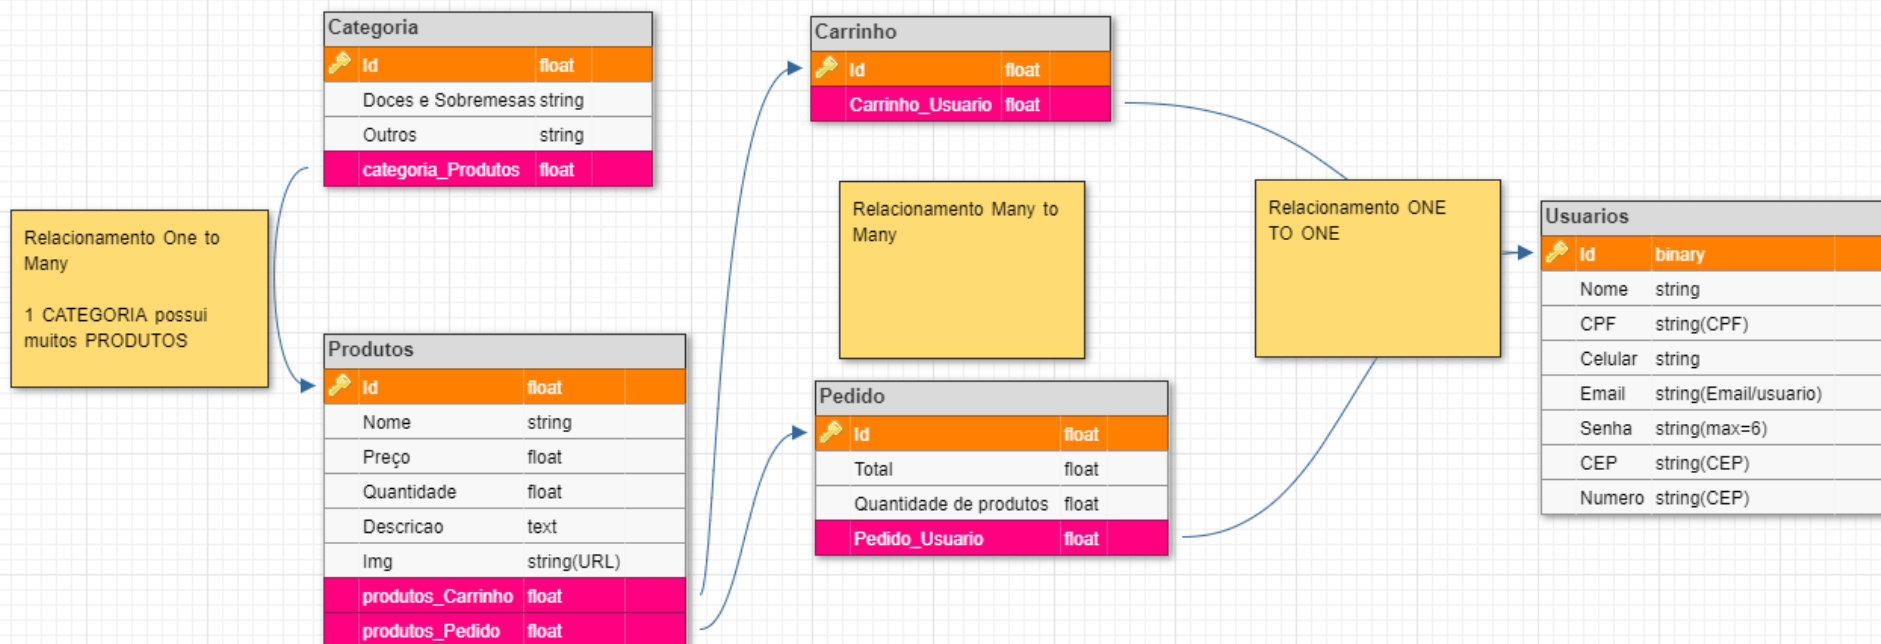 Categoria
Id float
Doces e Sobremesas string
Outros string
categoria_Produtos float
Relacionamento One to
Many
1 CATEGORIA possui
muitos PRODUTOS
Produtos
Id float
Nome string
Preço float
Quantidade float
Descricao text
Img string(URL)
produtos_Carrinho float
produtos_Pedido float
Carrinho
Id float
Carrinho_Usuario float
Relacionamento Many to
Many
Pedido
Id float
Total float
Quantidade de produtos float
Pedido_Usuario float
Relacionamento ONE
TO ONE
Usuarios
Id binary
Nome string
CPF string(CPF)
Celular string
Email string(Email/usuario)
Senha string(max=6)
CEP string(CEP)
Numero string(CEP)